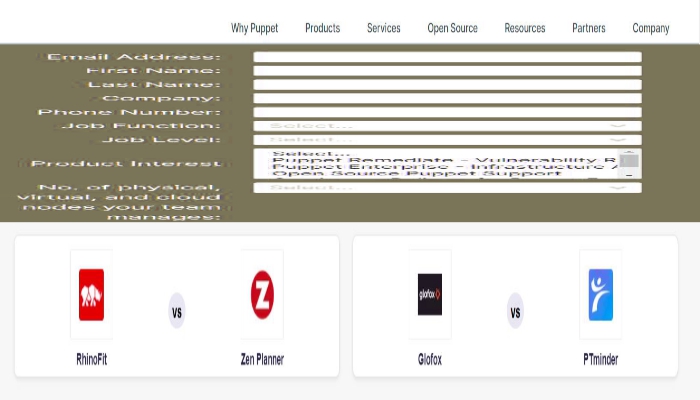 Why Puppet Products Services Open Source Resources Partners Company
Email Address:
First Name:
Last Name:
Company:
Phone Number:
Job Function: Select...
Job Level: Select...
Select...
Product Interest Puppet Remediate - Vulnerability R
Puppet Enterprise - Infrastructure
Open Source Puppet Support
No. of physical, Select...
virtual, and cloud
nodes your team
manages:
glofox
VS VS
RhinoFit Zen Planner Glofox PTminder